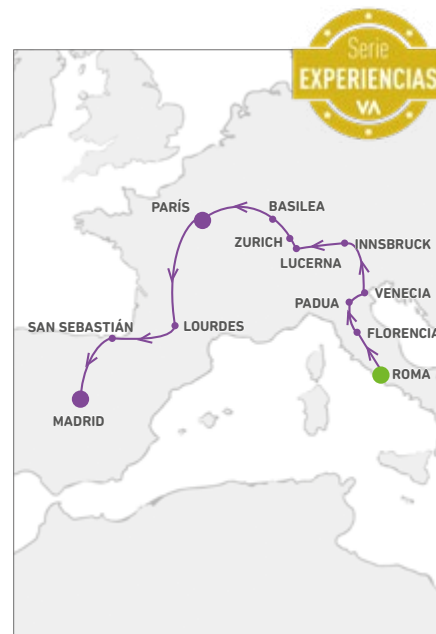 Serie
EXPERIENCIAS
VA
PARÍS
BASILEA
ZURICH
INNSBRUCK
LUCERNA
VENECIA
PADUA
SAN SEBASTIÁN
LOURDES
FLORENCIA
ROMA
MADRID